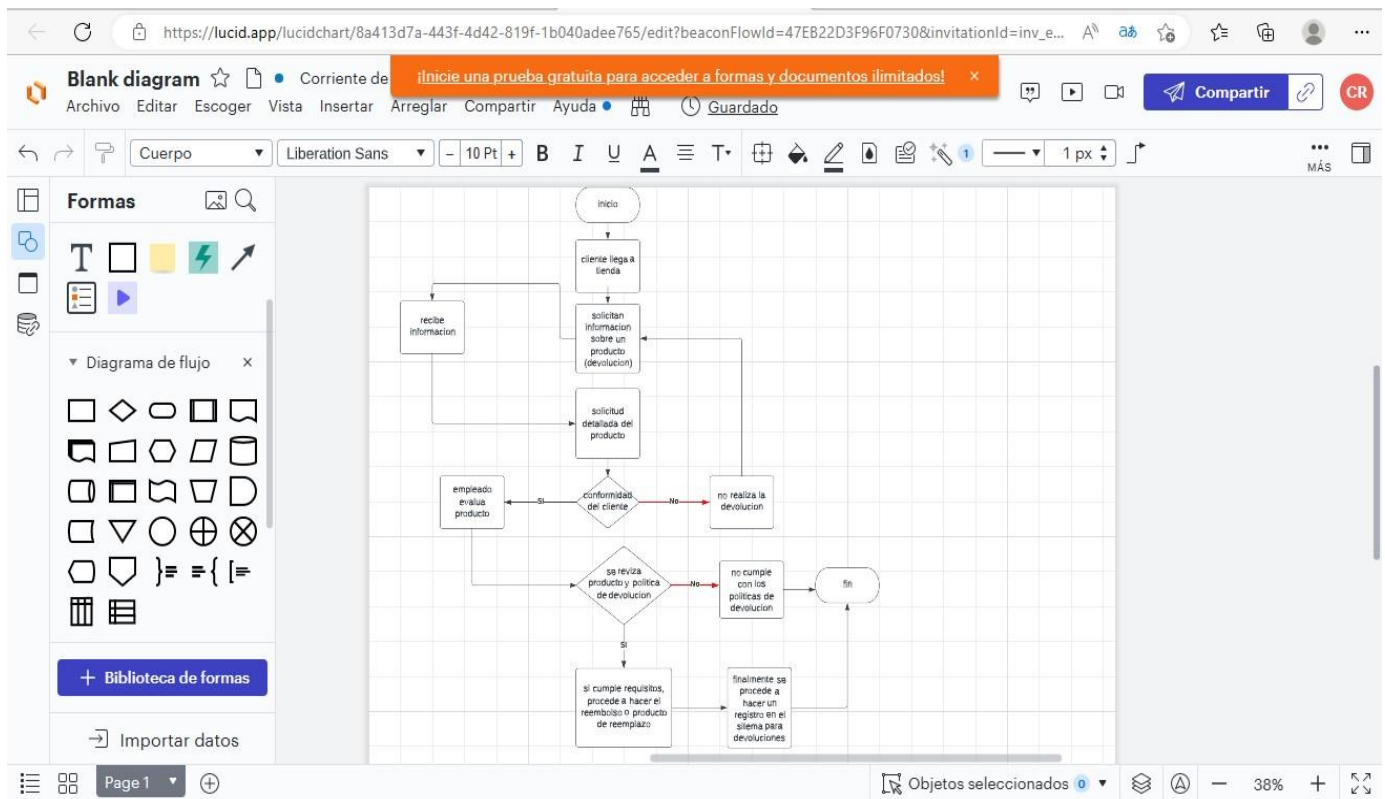 https://lucid.app/lucidchart/8a413d7a-443f-4d42-819f-1b040adee765/edit?beaconFlowId=47EB22D3F96F0730&invitationId=inv_e...
Blank diagram
Corriente de
¡Inicie una prueba gratuita para acceder a formas y documentos ilimitados!
×
Compartir
CR
Archivo Editar Escoger Vista Insertar Arreglar Compartir Ayuda
Guardado
Cuerpo
Liberation Sans
- 10 Pt +
B I U A T
1
1 px
MÁS
Formas
T
Diagrama de flujo
×
+ Biblioteca de formas
Importar datos
inicio
cliente llega a
tienda
recibe
informacion
solicitan
informacion
sobre un
producto
(devolucion)
solicitud
detallada del
producto
empleado
evalua
producto
SI
conformidad
del cliente
No
no realiza la
devolucion
se reviza
producto y politica
de devolucion
No
no cumple
con los
politicas de
devolucion
fin
SI
si cumple requisitos,
procede a hacer el
reembolso o producto
de reemplazo
finalmente se
procede a
hacer un
registro en el
sitema para
devoluciones
Page 1
Objetos seleccionados 0
38%